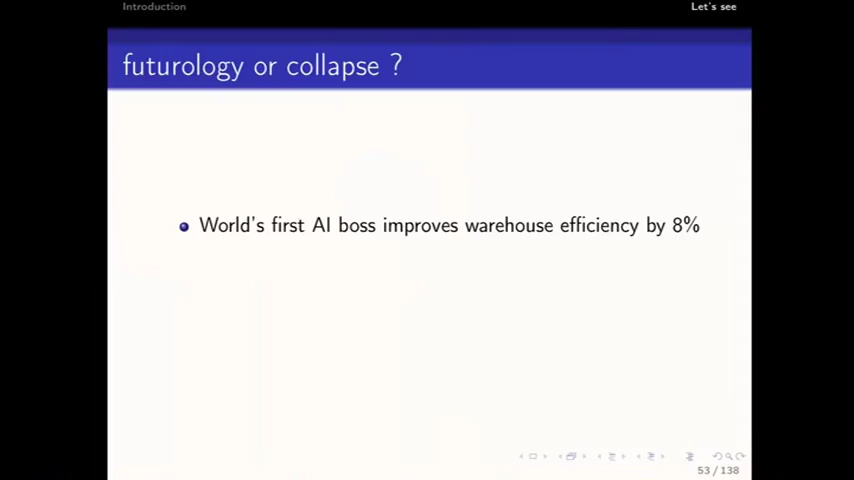 Introduction
Let's see
futurology or collapse ?
World's first AI boss improves warehouse efficiency by 8%
53 / 138